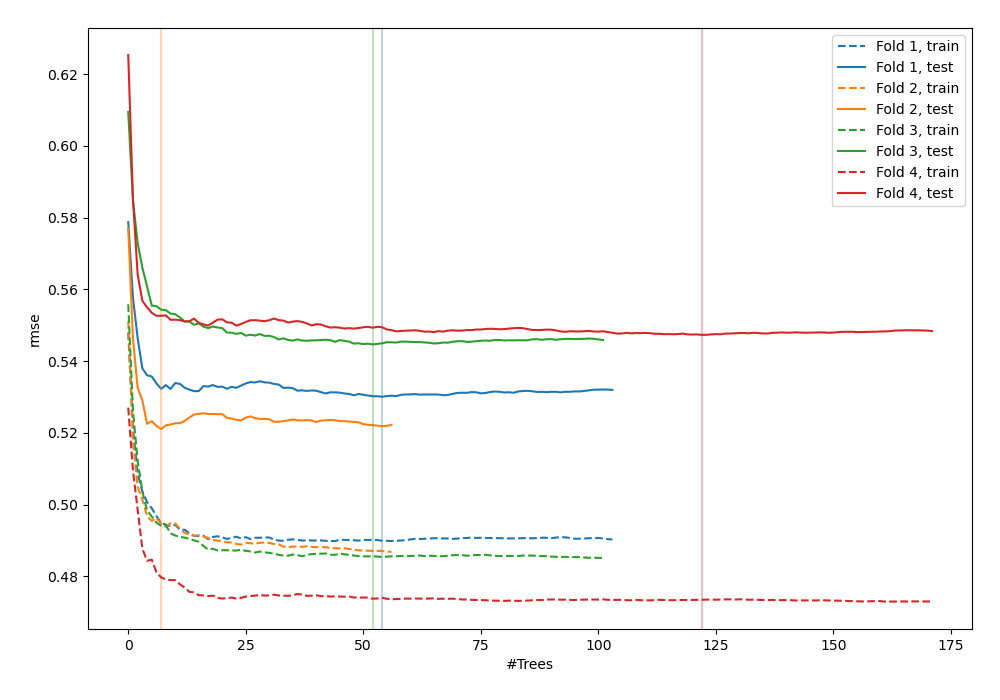 0.62
0.60
0.58
0.56
0.54
0.52
0.50
0.48
rmse
0
25
50
75
100
125
150
175
#Trees
Fold 1, train
Fold 1, test
Fold 2, train
Fold 2, test
Fold 3, train
Fold 3, test
Fold 4, train
Fold 4, test